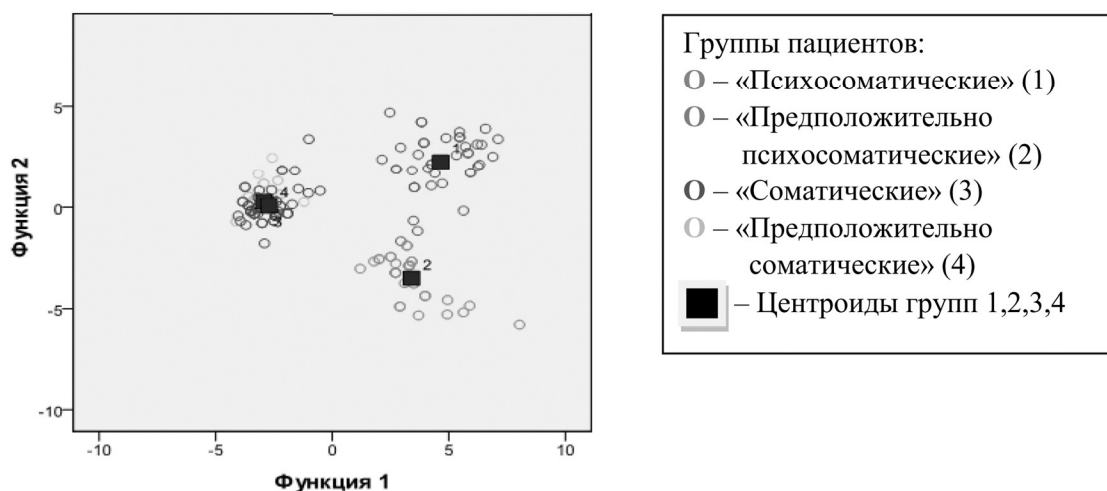 5
0
-5
-10
-10
-5
0
5
10
Функция 2
Функция 1
1
2
4
3
Группы пациентов:
О – «Психосоматические» (1)
О – «Предположительно
психосоматические» (2)
О – «Соматические» (3)
О – «Предположительно
соматические» (4)
– Центроиды групп 1,2,3,4